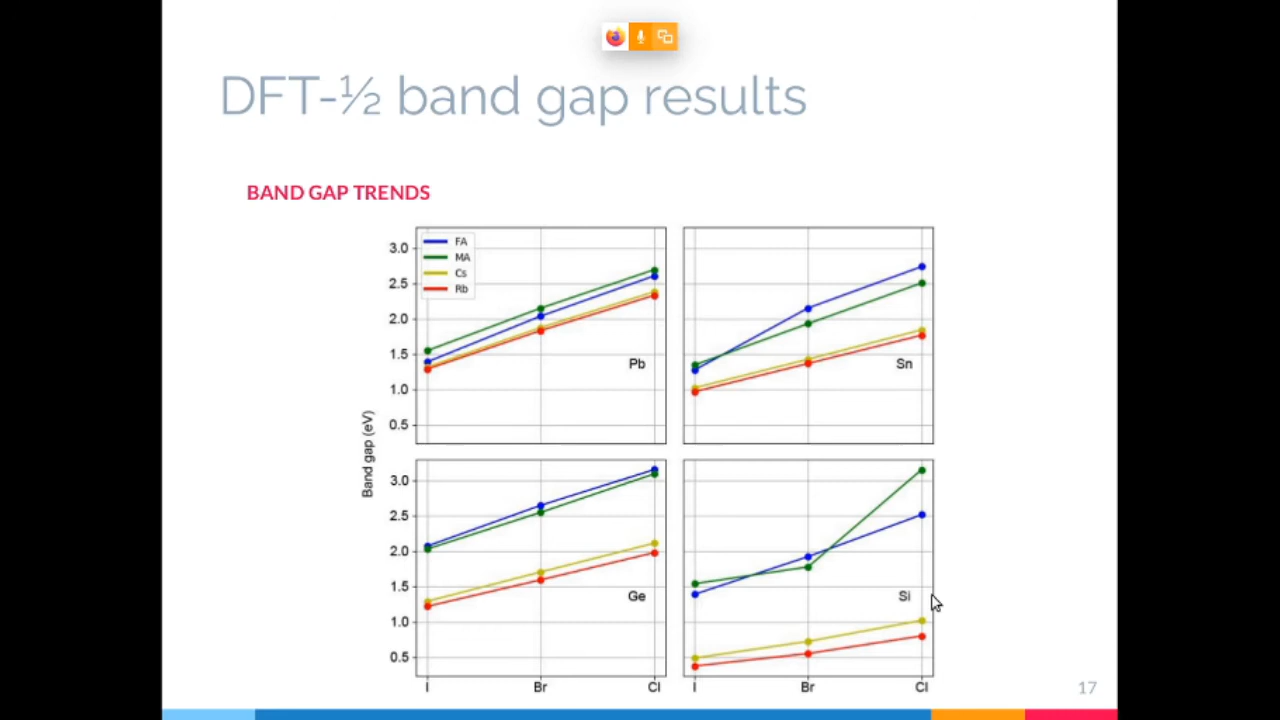 DFT-½ band gap results
BAND GAP TRENDS
Band gap (eV)
3.0
2.5
2.0
1.5
1.0
0.5
FA
MA
Cs
Rb
Pb
Sn
3.0
2.5
2.0
1.5
1.0
0.5
Ge
Si
I Br Cl
I Br Cl
17